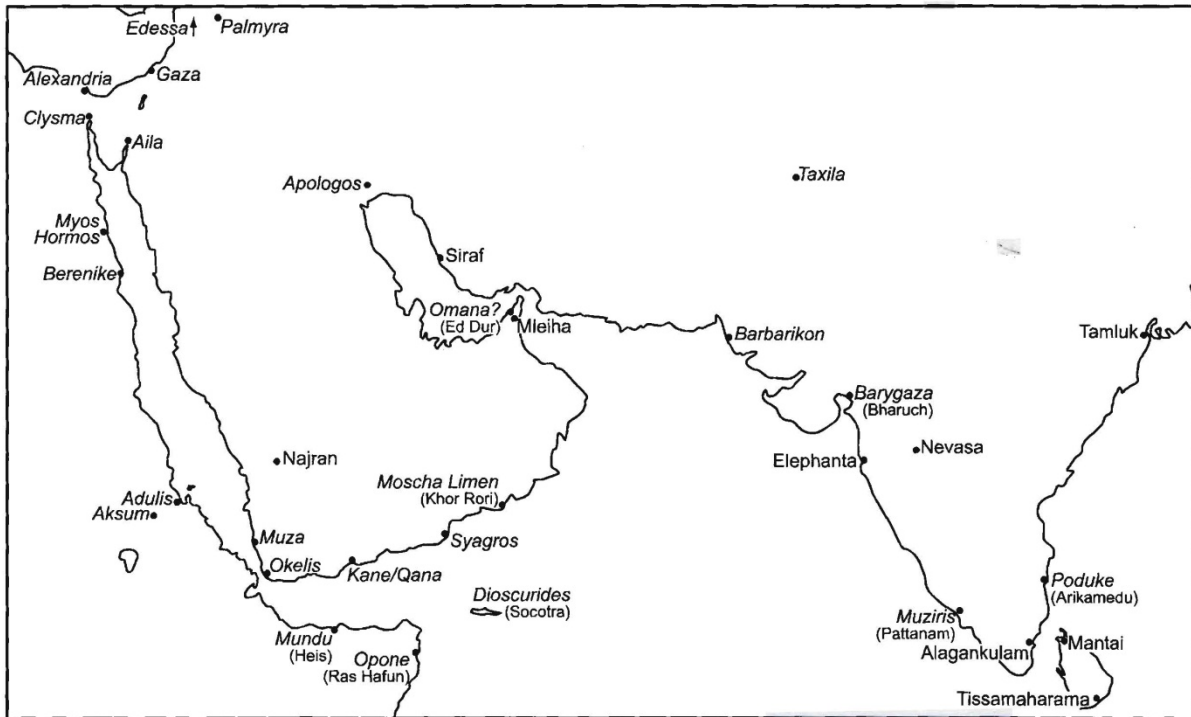 Edessa
Palmyra
Gaza
Alexandria
Clysma
Aila
Taxila
Apologos
Myos
Hormos
Siraf
Berenike
Omana?
(Ed Dur)
Mleiha
Barbarikon
Tamluk
Barygaza
(Bharuch)
Nevasa
Elephanta
Najran
Moscha Limen
(Khor Rori)
Adulis
Aksum
Syagros
Muza
Okelis
Kane/Qana
Dioscurides
(Socotra)
Poduke
(Arikamedu)
Muziris
(Pattanam)
Mundu
(Heis)
Opone
(Ras Hafun)
Alagankulam
Mantai
Tissamaharama